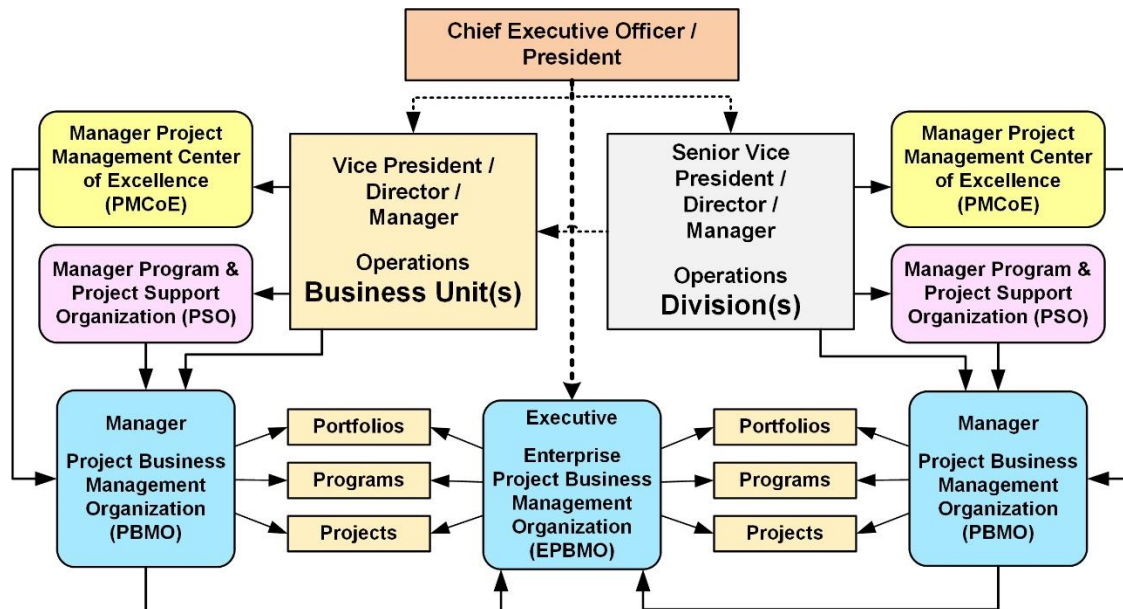 Chief Executive Officer /
President
Manager Project
Management Center
of Excellence
(PMCoE)
Vice President /
Director /
Manager
Operations
Business Unit(s)
Senior Vice
President /
Director /
Manager
Operations
Division(s)
Manager Project
Management Center
of Excellence
(PMCoE)
Manager Program &
Project Support
Organization (PSO)
Manager Program &
Project Support
Organization (PSO)
Manager
Project Business
Management
Organization
(PBMO)
Portfolios
Programs
Projects
Executive
Enterprise
Project Business
Management
Organization
(EPBMO)
Portfolios
Programs
Projects
Manager
Project Business
Management
Organization
(PBMO)